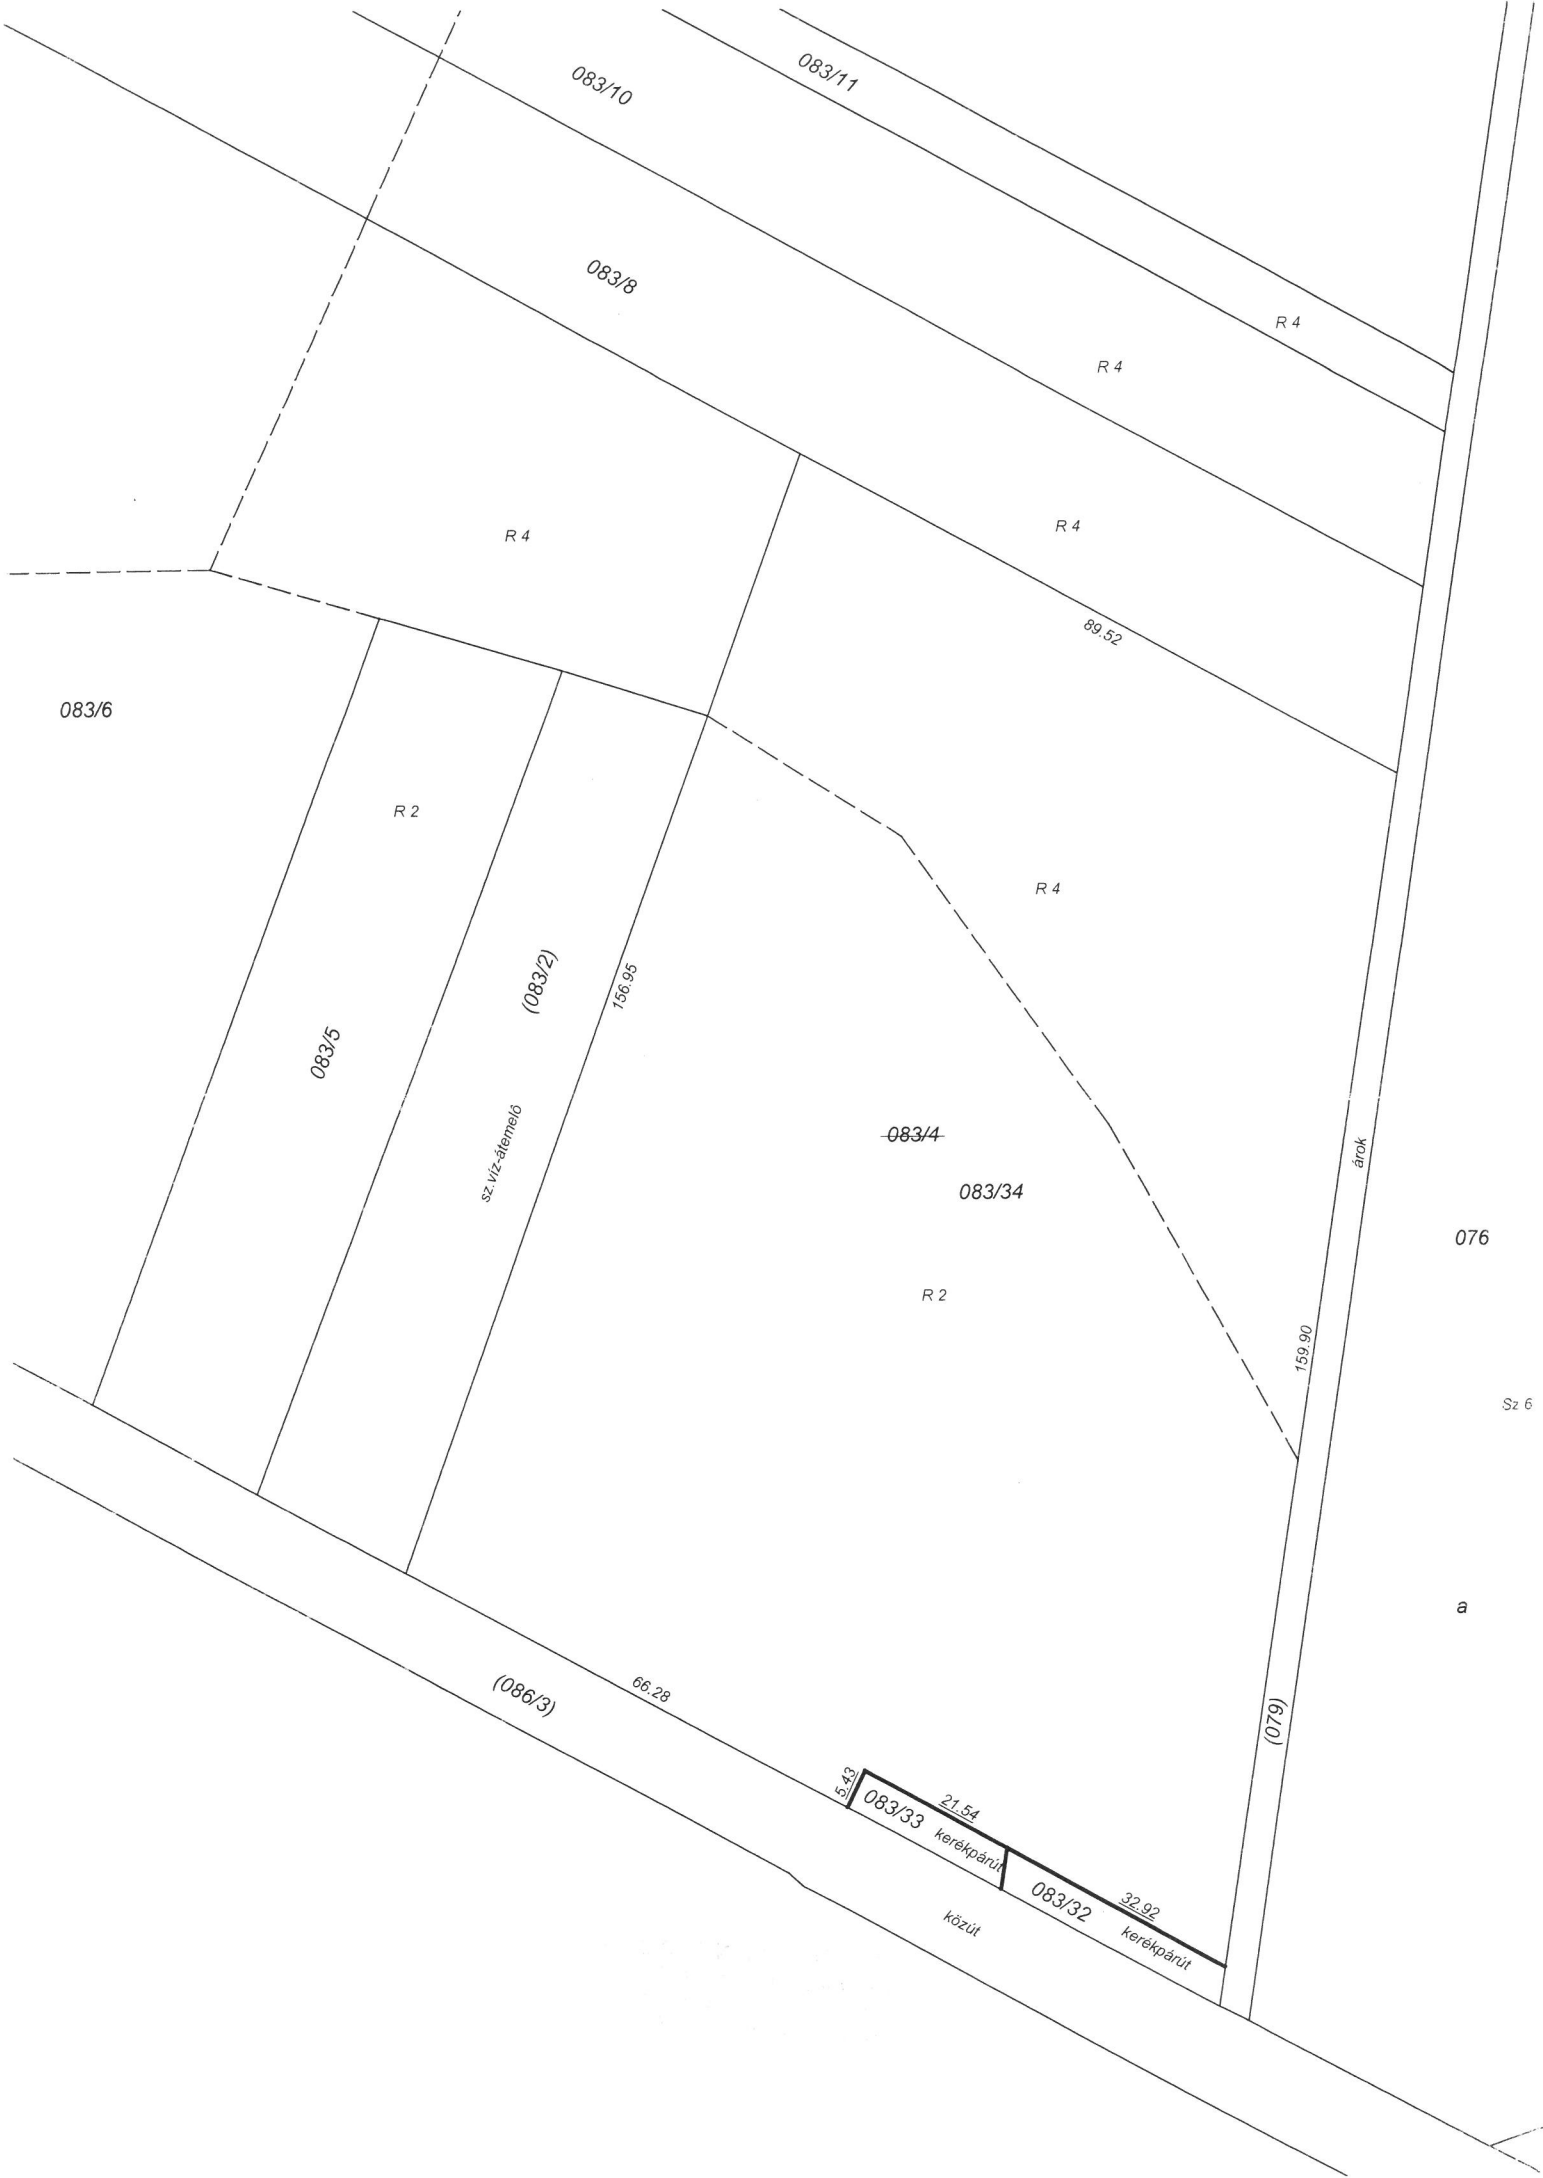 083/11
083/10
083/8
R 4
R 4
R 4
R 4
89.52
083/6
R 2
R 4
(083/2)
156.95
083/5
sz.víz-átemelő
083/4
083/34
árok
076
R 2
159.90
Sz 6
a
(086/3)
66.28
(079)
5.43
083/33
21.54
kerékpárút
083/32
32.92
kerékpárút
közút